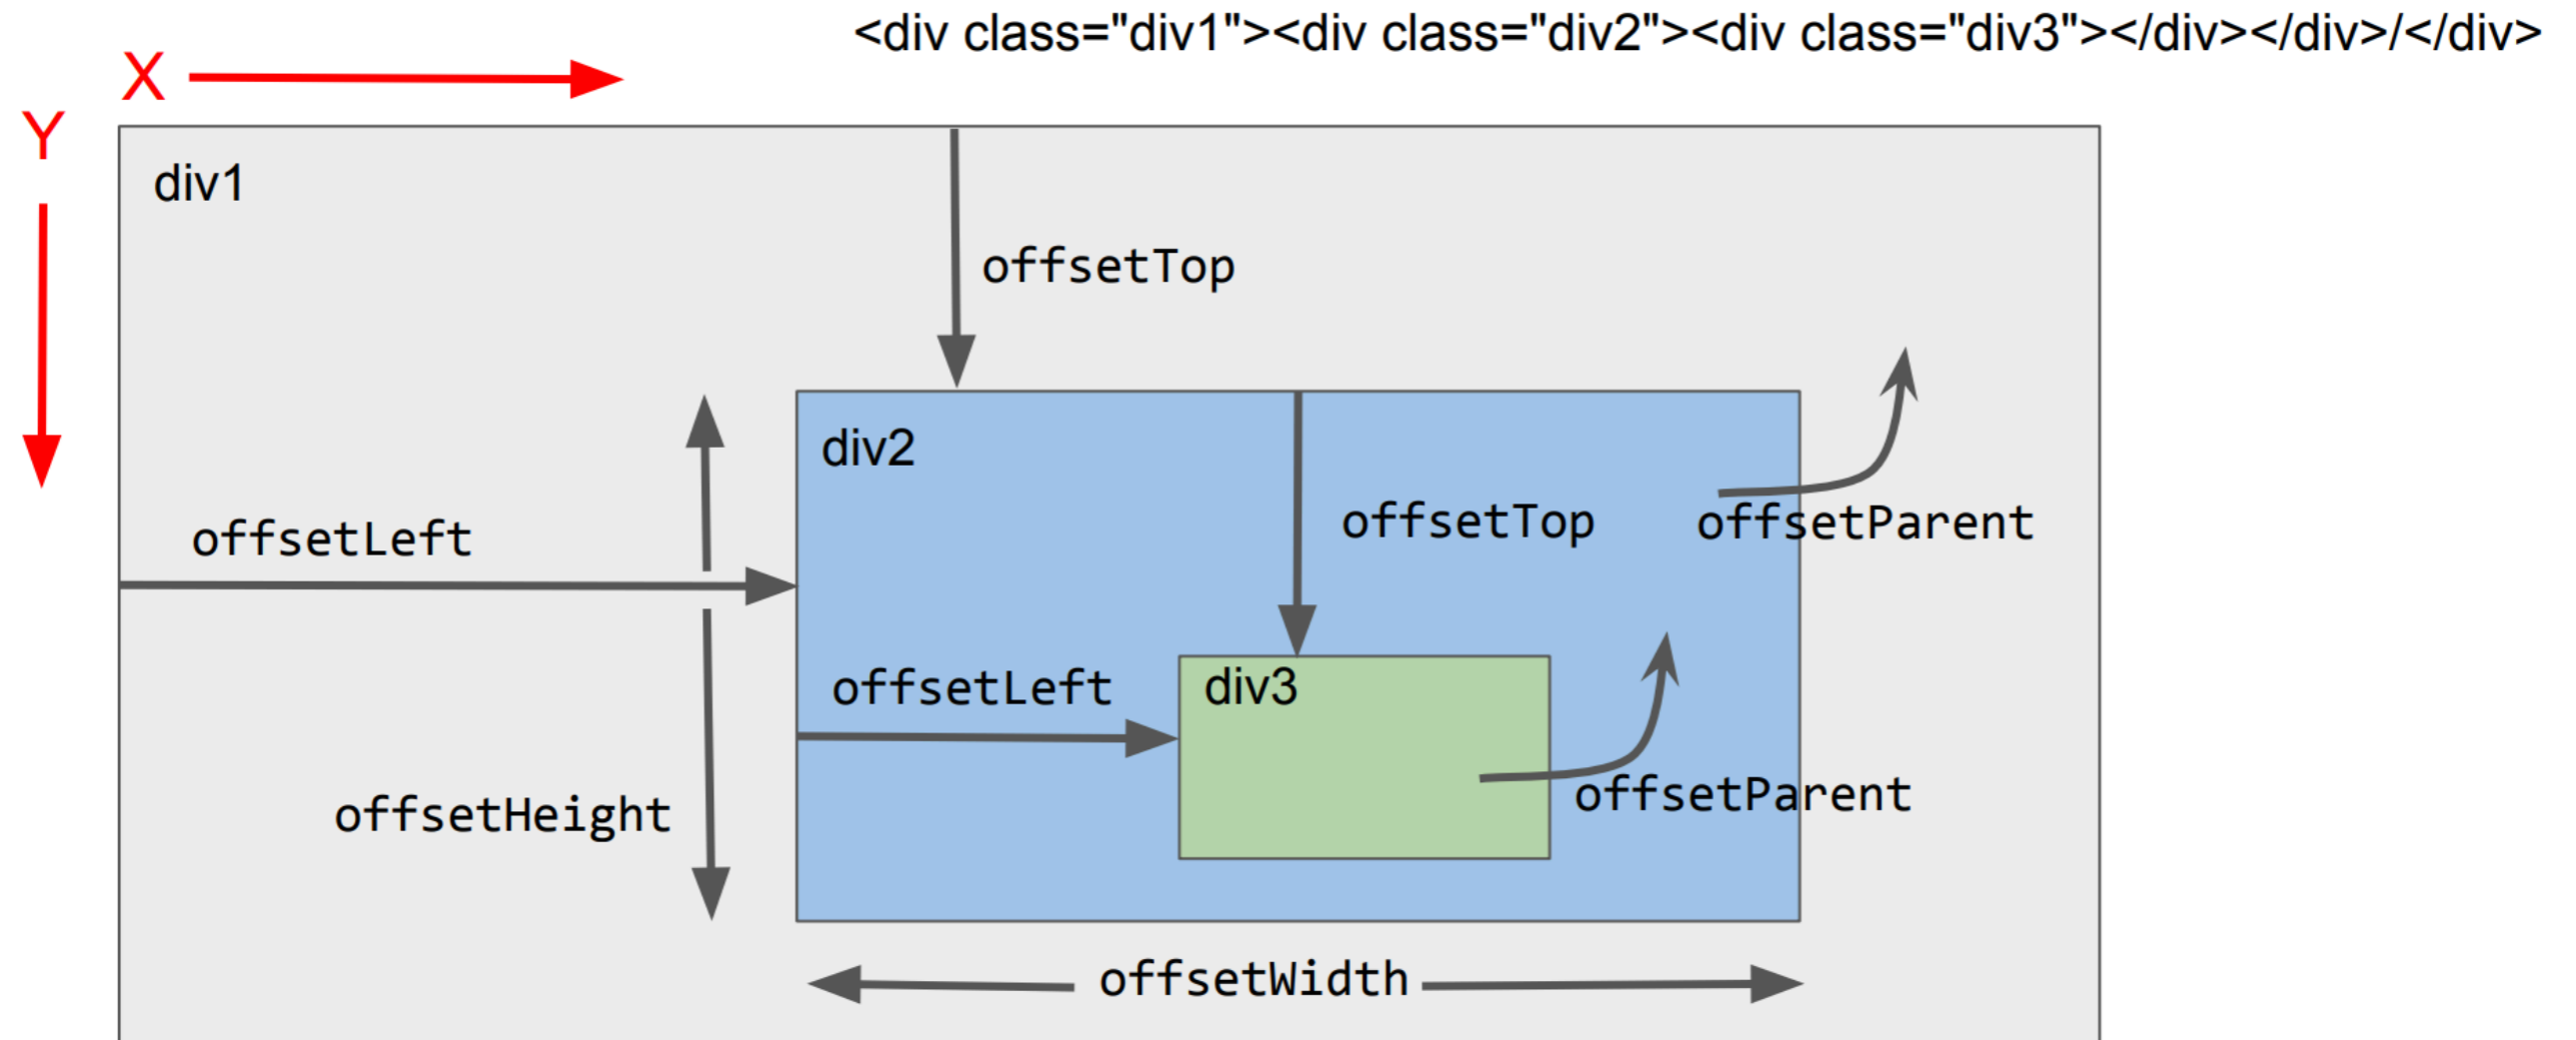 <div class="div1"><div class="div2"><div class="div3"></div></div>/</div>
X
Y
div1
offsetTop
div2
offsetTop
offsetParent
offsetLeft
offsetLeft
div3
offsetParent
offsetHeight
offsetWidth